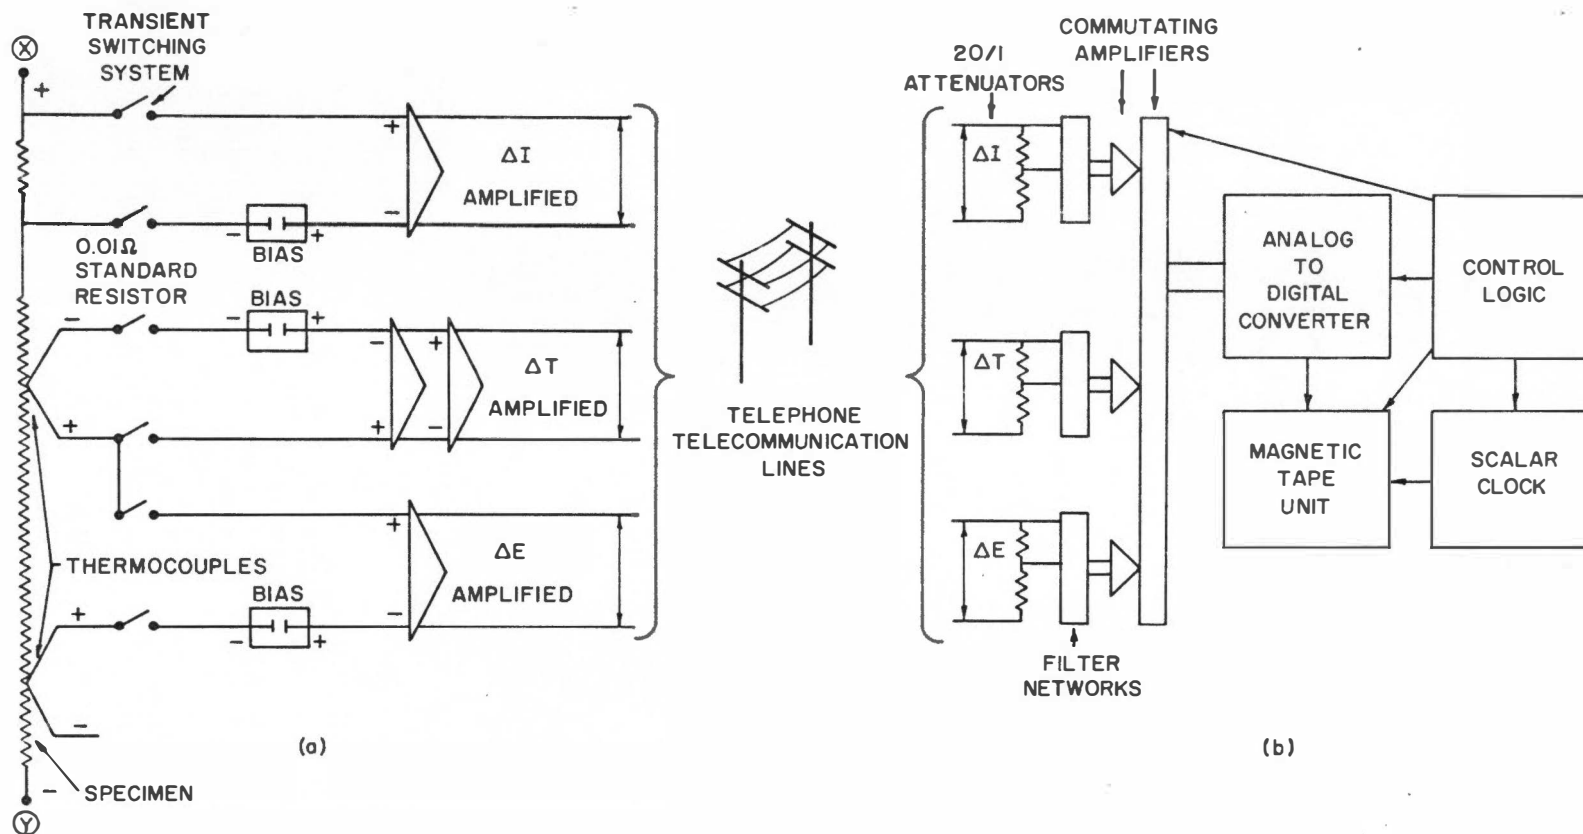 TRANSIENT
SWITCHING
SYSTEM
X
+
+
ΔI
AMPLIFIED
-
-
+
BIAS
0.01Ω
STANDARD
RESISTOR
BIAS
-
-
+
-
+
ΔT
AMPLIFIED
+
+
-
+
ΔE
AMPLIFIED
THERMOCOUPLES
BIAS
+
-
+
-
-
-
SPECIMEN
Y
(a)
TELEPHONE
TELECOMMUNICATION
LINES
20/1
ATTENUATORS
COMMUTATING
AMPLIFIERS
ΔI
ΔT
ΔE
FILTER
NETWORKS
ANALOG
TO
DIGITAL
CONVERTER
CONTROL
LOGIC
MAGNETIC
TAPE
UNIT
SCALAR
CLOCK
(b)